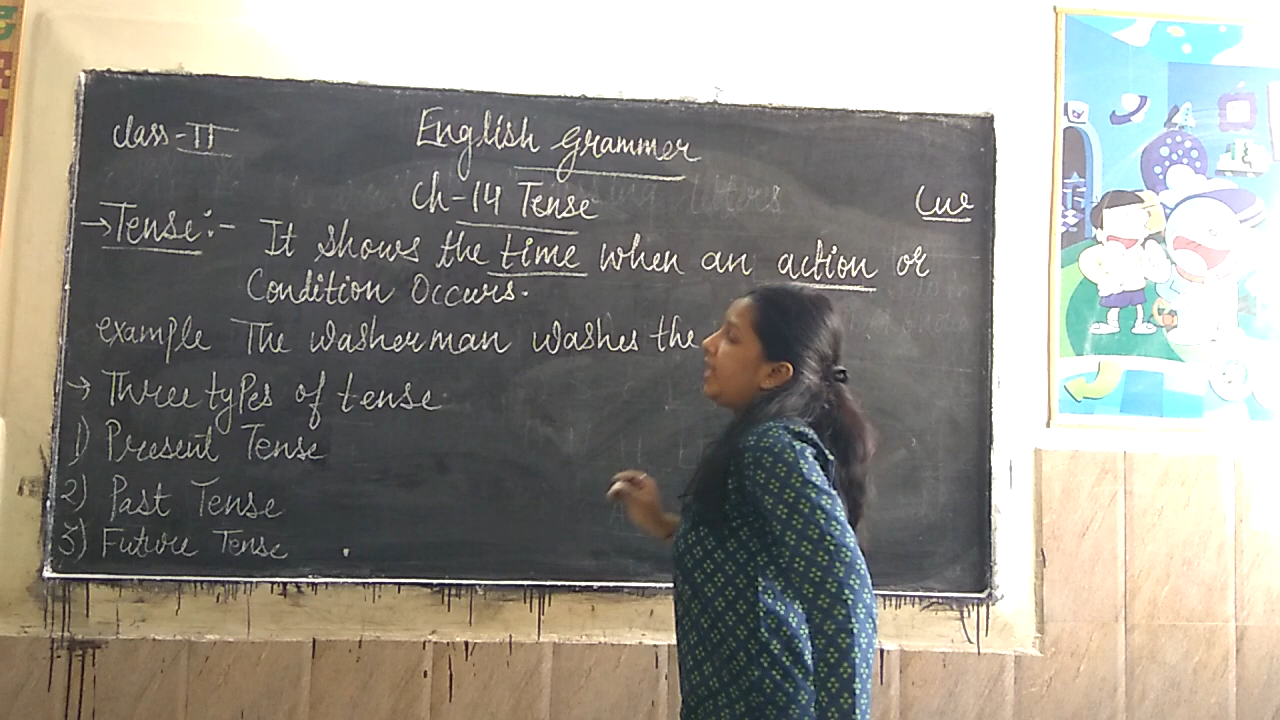 Class-II
English Grammer
Ch-14 Tense
CW
→Tense:- It shows the time when an action or
Condition Occurs.
example The washerman washes the
→ Three types of tense
1) Present Tense
2) Past Tense
3) Future Tense .